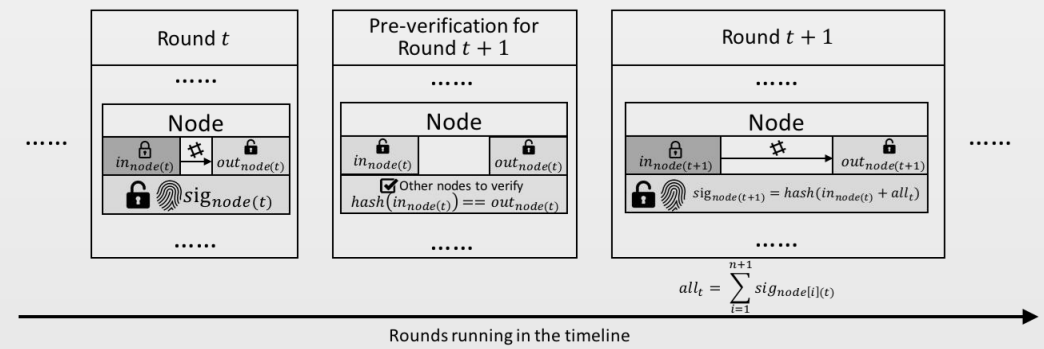 Round t
……
Node
in_node(t)
out_node(t)
sig_node(t)
……
……
Pre-verification for
Round t + 1
……
Node
in_node(t)
out_node(t)
Other nodes to verify
hash(in_node(t)) == out_node(t)
……
Round t + 1
……
Node
in_node(t+1)
out_node(t+1)
sig_node(t+1) = hash(in_node(t) + all_t)
……
……
all_t = ∑_{i=1}^{n+1} sig_node[i](t)
Rounds running in the timeline